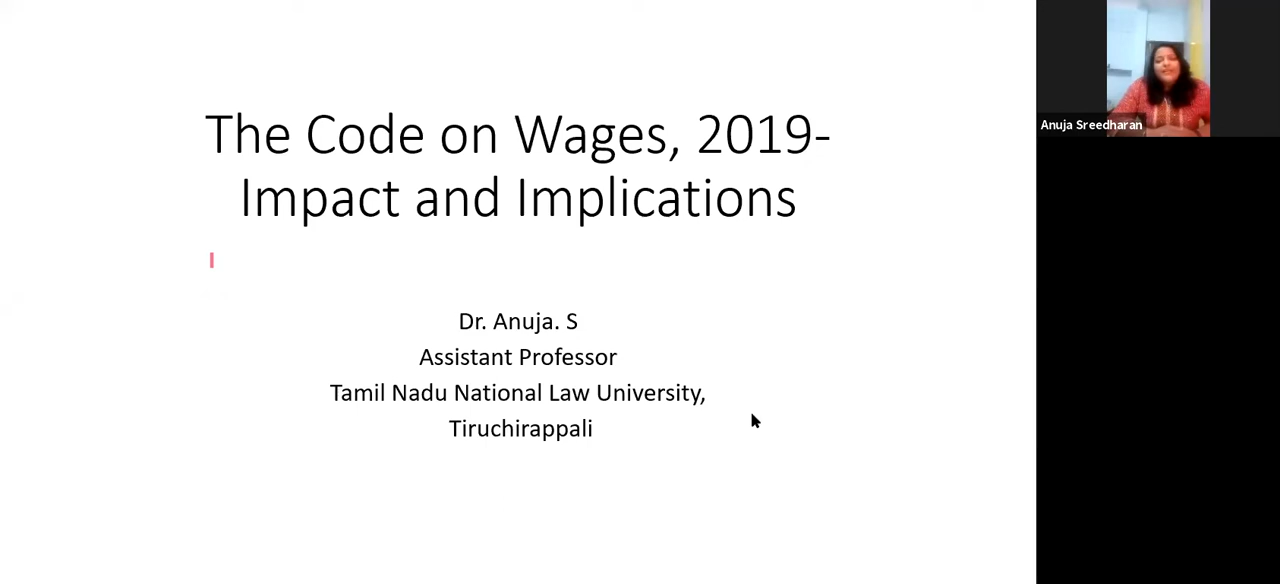 The Code on Wages, 2019-
Impact and Implications
Dr. Anuja. S
Assistant Professor
Tamil Nadu National Law University,
Tiruchirappali
Anuja Sreedharan